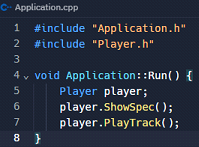 Application.cpp
1 #include "Application.h"
2 #include "Player.h"
3
4 void Application::Run() {
5 Player player;
6 player.ShowSpec();
7 player.PlayTrack();
8 }